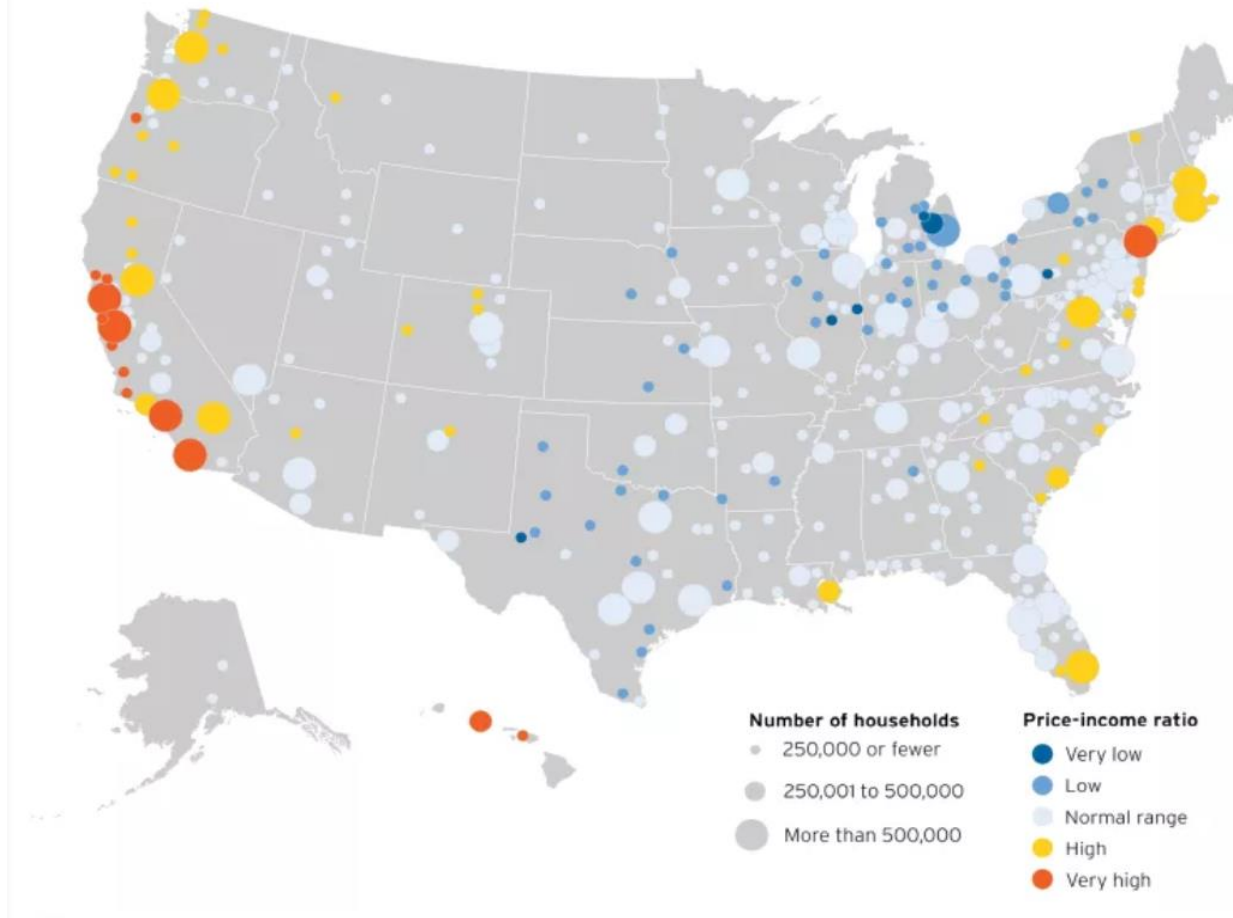 Number of households
250,000 or fewer
250,001 to 500,000
More than 500,000
Price-income ratio
Very low
Low
Normal range
High
Very high